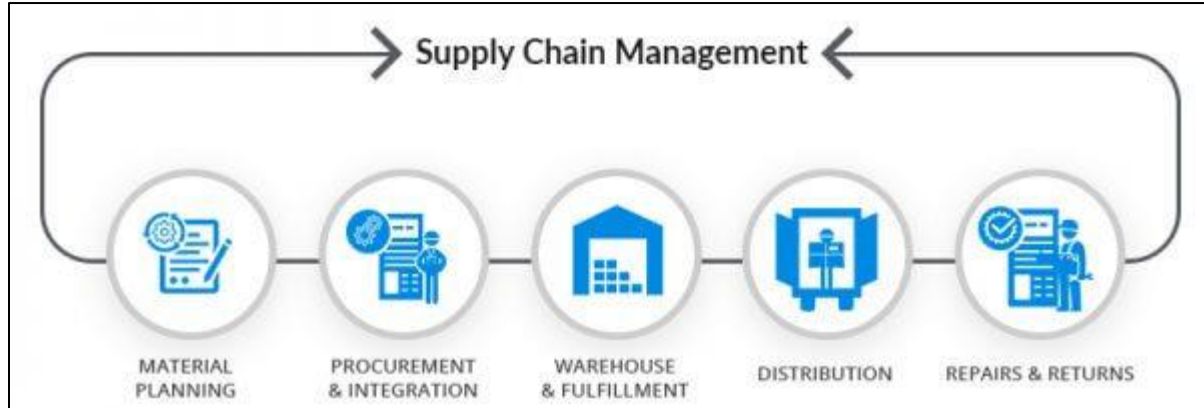 Supply Chain Management
MATERIAL
PLANNING
PROCUREMENT
& INTEGRATION
WAREHOUSE
& FULFILLMENT
DISTRIBUTION
REPAIRS & RETURNS